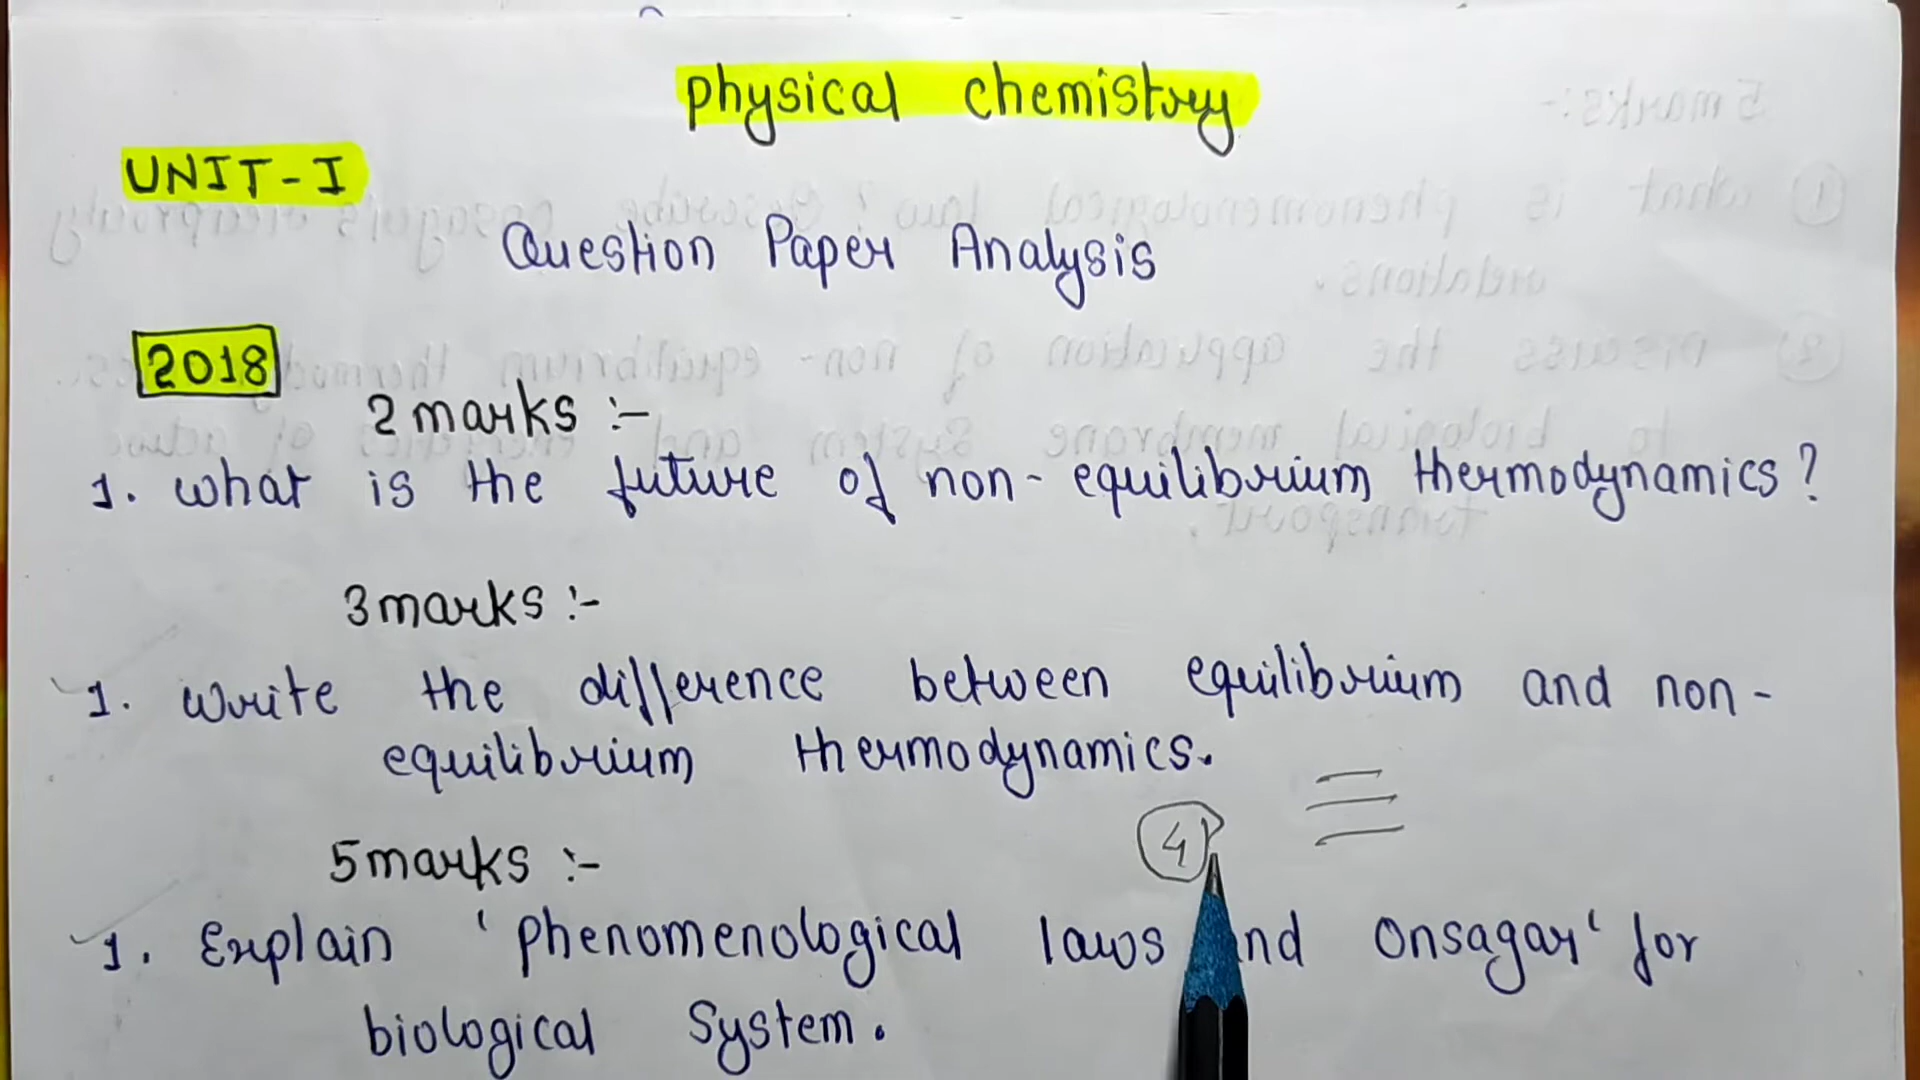 Physical chemistry
UNIT-I
Question Paper Analysis
2018
2 marks :-
1. What is the future of non-equilibrium thermodynamics?
3 marks :-
1. Write the difference between equilibrium and non-
equilibrium thermodynamics.
4
5 marks :-
1. Explain 'Phenomenological laws and Onsagar' for
biological System.